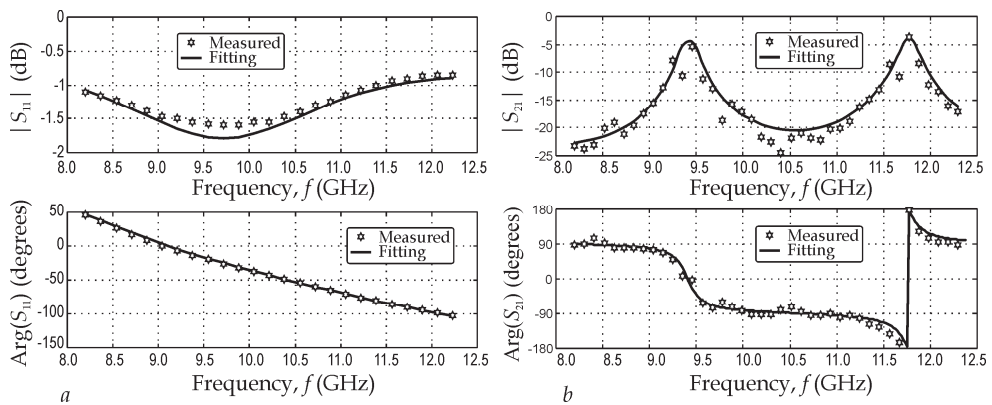 0
-0.5
-1.0
-1.5
-2
| S11 | (dB)
Measured
Fitting
8.0 8.5 9.0 9.5 10.0 10.5 11.0 11.5 12.0 12.5
Frequency, f (GHz)
50
0
-50
-100
-150
Arg(S11) (degrees)
Measured
Fitting
8.0 8.5 9.0 9.5 10.0 10.5 11.0 11.5 12.0 12.5
Frequency, f (GHz)
a
0
-5
-10
-15
-20
-25
| S21 | (dB)
Measured
Fitting
8.0 8.5 9.0 9.5 10.0 10.5 11.0 11.5 12.0 12.5
Frequency, f (GHz)
180
90
0
-90
-180
Arg(S21) (degrees)
Measured
Fitting
8.0 8.5 9.0 9.5 10.0 10.5 11.0 11.5 12.0 12.5
Frequency, f (GHz)
b